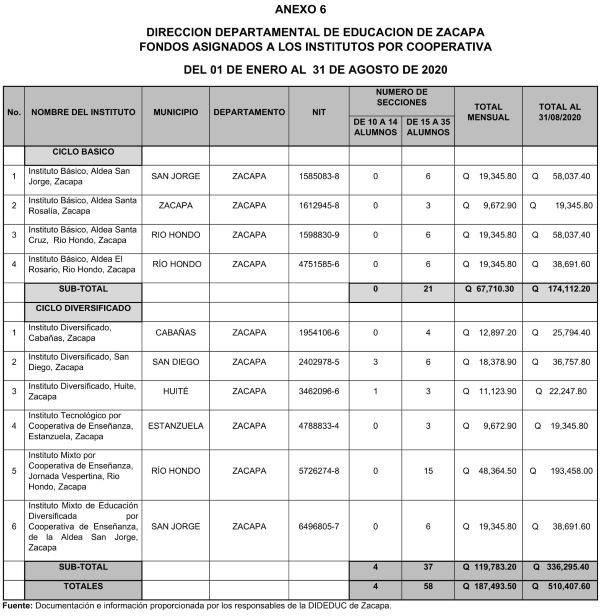 ANEXO 6
DIRECCION DEPARTAMENTAL DE EDUCACION DE ZACAPA
FONDOS ASIGNADOS A LOS INSTITUTOS POR COOPERATIVA
DEL 01 DE ENERO AL 31 DE AGOSTO DE 2020
No. NOMBRE DEL INSTITUTO MUNICIPIO DEPARTAMENTO NIT NUMERO DE SECCIONES TOTAL MENSUAL TOTAL AL 31/08/2020
DE 10 A 14 ALUMNOS DE 15 A 35 ALUMNOS
CICLO BASICO
1 Instituto Básico, Aldea San Jorge, Zacapa SAN JORGE ZACAPA 1585083-8 0 6 Q 19,345.80 Q 58,037.40
2 Instituto Básico, Aldea Santa Rosalía, Zacapa ZACAPA ZACAPA 1612945-8 0 3 Q 9,672.90 Q 19,345.80
3 Instituto Básico, Aldea Santa Cruz, Rio Hondo, Zacapa RIO HONDO ZACAPA 1598830-9 0 6 Q 19,345.80 Q 58,037.40
4 Instituto Básico, Aldea El Rosario, Rio Hondo, Zacapa RÍO HONDO ZACAPA 4751585-6 0 6 Q 19,345.80 Q 38,691.60
SUB-TOTAL 0 21 Q 67,710.30 Q 174,112.20
CICLO DIVERSIFICADO
1 Instituto Diversificado, Cabañas, Zacapa CABAÑAS ZACAPA 1954106-6 0 4 Q 12,897.20 Q 25,794.40
2 Instituto Diversificado, San Diego, Zacapa SAN DIEGO ZACAPA 2402978-5 3 6 Q 18,378.90 Q 36,757.80
3 Instituto Diversificado, Huite, Zacapa HUITÉ ZACAPA 3462096-6 1 3 Q 11,123.90 Q 22,247.80
4 Instituto Tecnológico por Cooperativa de Enseñanza, Estanzuela, Zacapa ESTANZUELA ZACAPA 4788833-4 0 3 Q 9,672.90 Q 19,345.80
5 Instituto Mixto por Cooperativa de Enseñanza, Jornada Vespertina, Rio Hondo, Zacapa RÍO HONDO ZACAPA 5726274-8 0 15 Q 48,364.50 Q 193,458.00
6 Instituto Mixto de Educación Diversificada por Cooperativa de Enseñanza, de la Aldea San Jorge, Zacapa SAN JORGE ZACAPA 6496805-7 0 6 Q 19,345.80 Q 38,691.60
SUB-TOTAL 4 37 Q 119,783.20 Q 336,295.40
TOTALES 4 58 Q 187,493.50 Q 510,407.60
Fuente: Documentación e información proporcionada por los responsables de la DIDEDUC de Zacapa.